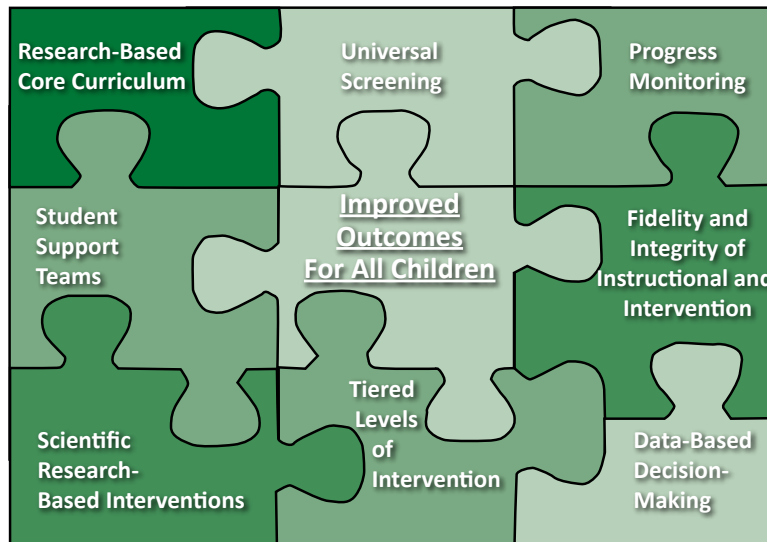 Research-Based
Core Curriculum
Universal
Screening
Progress
Monitoring
Student
Support
Teams
Improved
Outcomes
For All Children
Fidelity and
Integrity of
Instructional and
Intervention
Scientific
Research-
Based Interventions
Tiered
Levels
of
Intervention
Data-Based
Decision-
Making